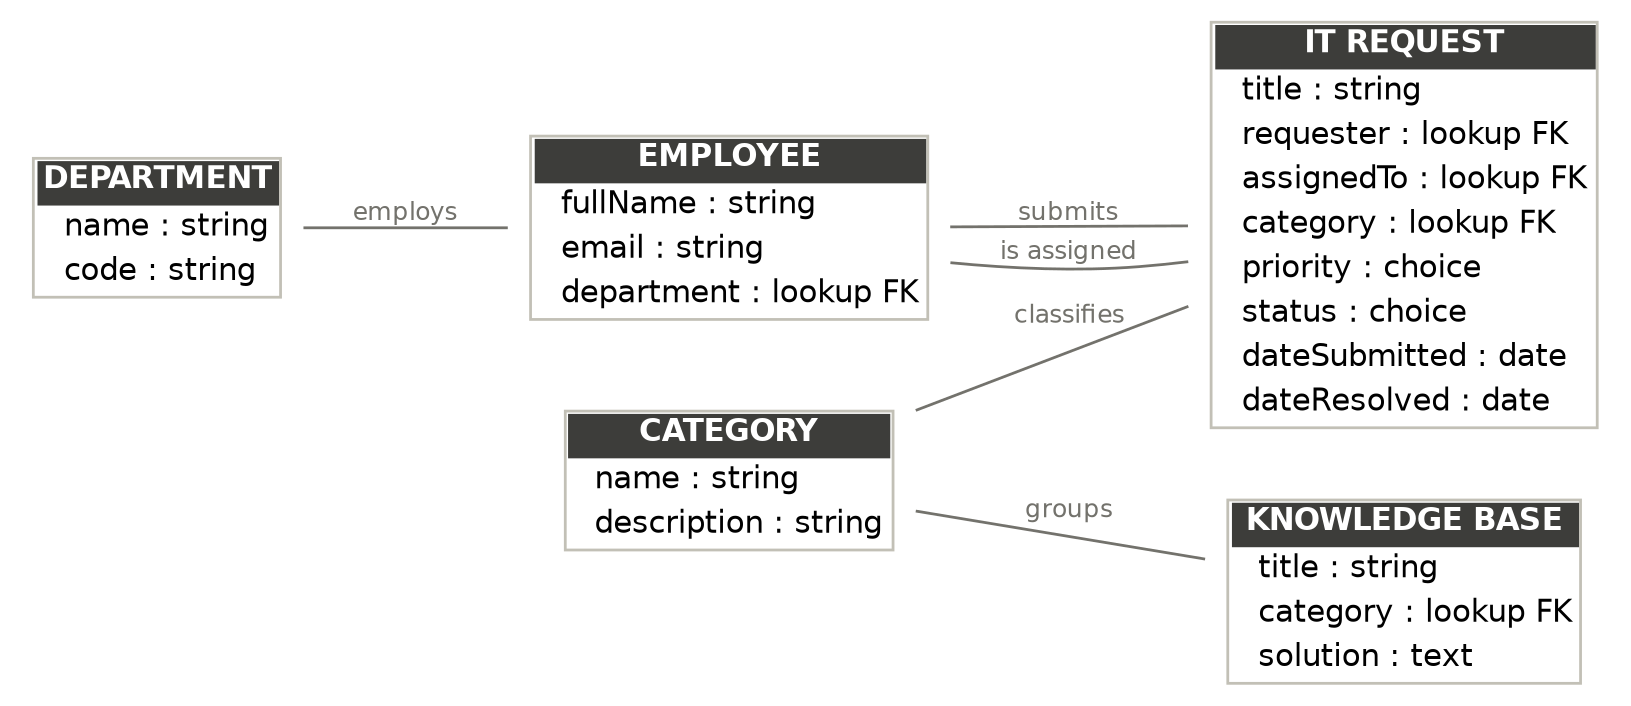 DEPARTMENT
name : string
code : string
employs
EMPLOYEE
fullName : string
email : string
department : lookup FK
submits
is assigned
classifies
IT REQUEST
title : string
requester : lookup FK
assignedTo : lookup FK
category : lookup FK
priority : choice
status : choice
dateSubmitted : date
dateResolved : date
CATEGORY
name : string
description : string
groups
KNOWLEDGE BASE
title : string
category : lookup FK
solution : text